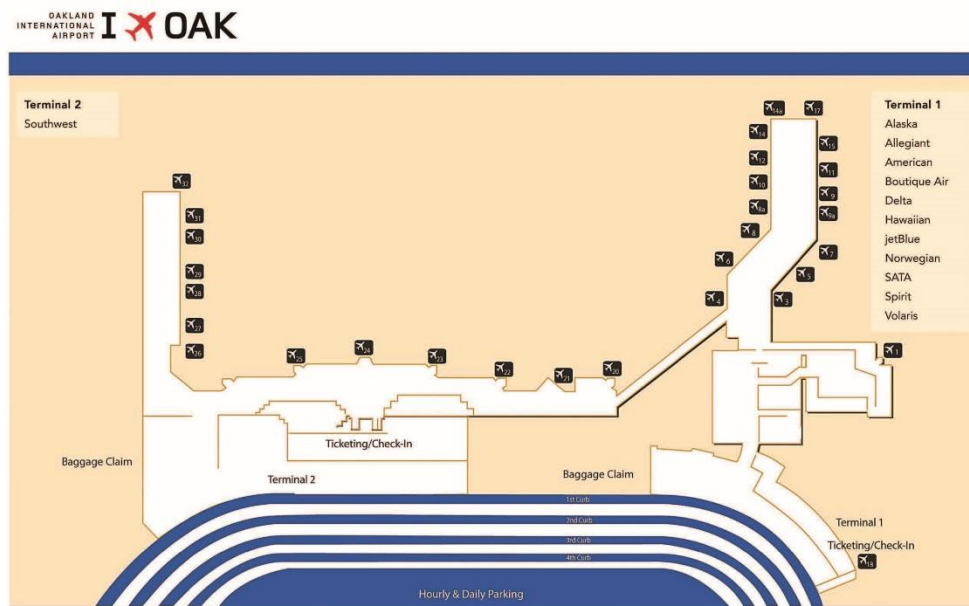 OAKLAND
INTERNATIONAL
AIRPORT
I OAK
Terminal 2
Southwest
Terminal 1
Alaska
Allegiant
American
Boutique Air
Delta
Hawaiian
jetBlue
Norwegian
SATA
Spirit
Volaris
14a
17
14
15
12
11
10
9
8a
9a
8
7
6
5
4
3
1
32
31
30
29
28
27
26
25
24
23
22
21
20
Ticketing/Check-In
Baggage Claim
Terminal 2
Baggage Claim
1st Curb
2nd Curb
3rd Curb
4th Curb
Terminal 1
Ticketing/Check-In
18
Hourly & Daily Parking